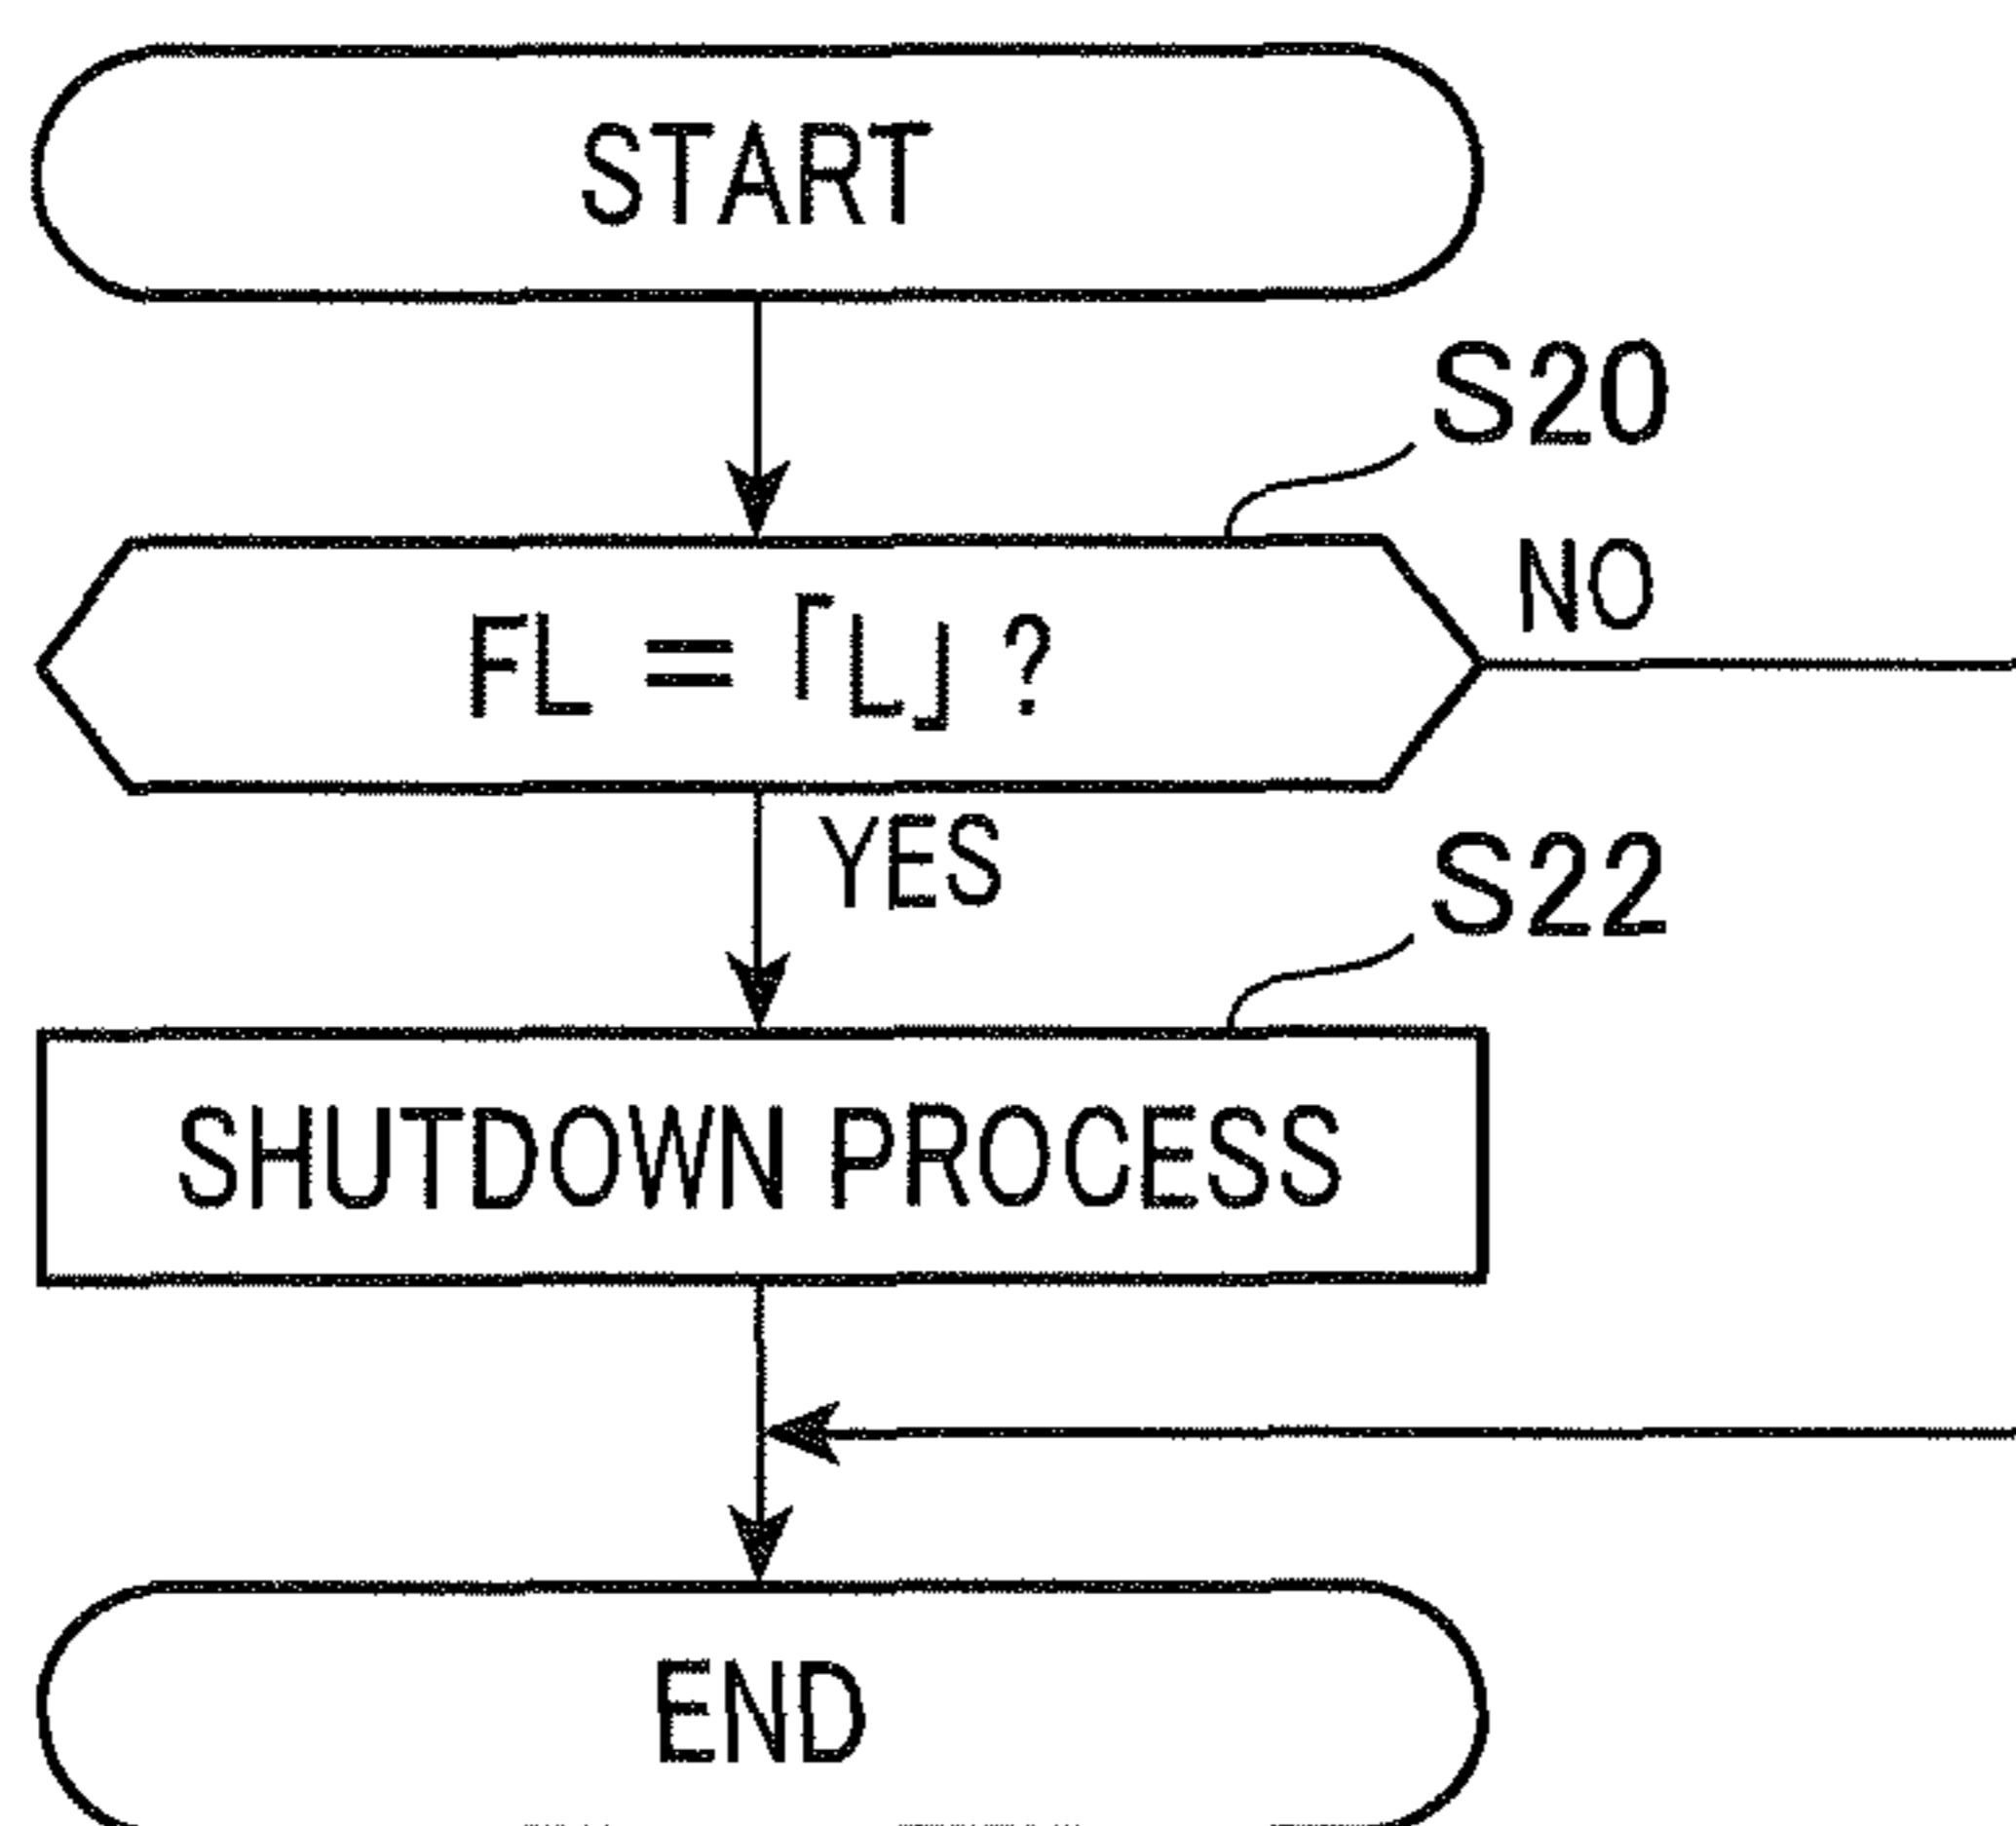 START
S20
FL = 「L」 ?
NO
YES
S22
SHUTDOWN PROCESS
END